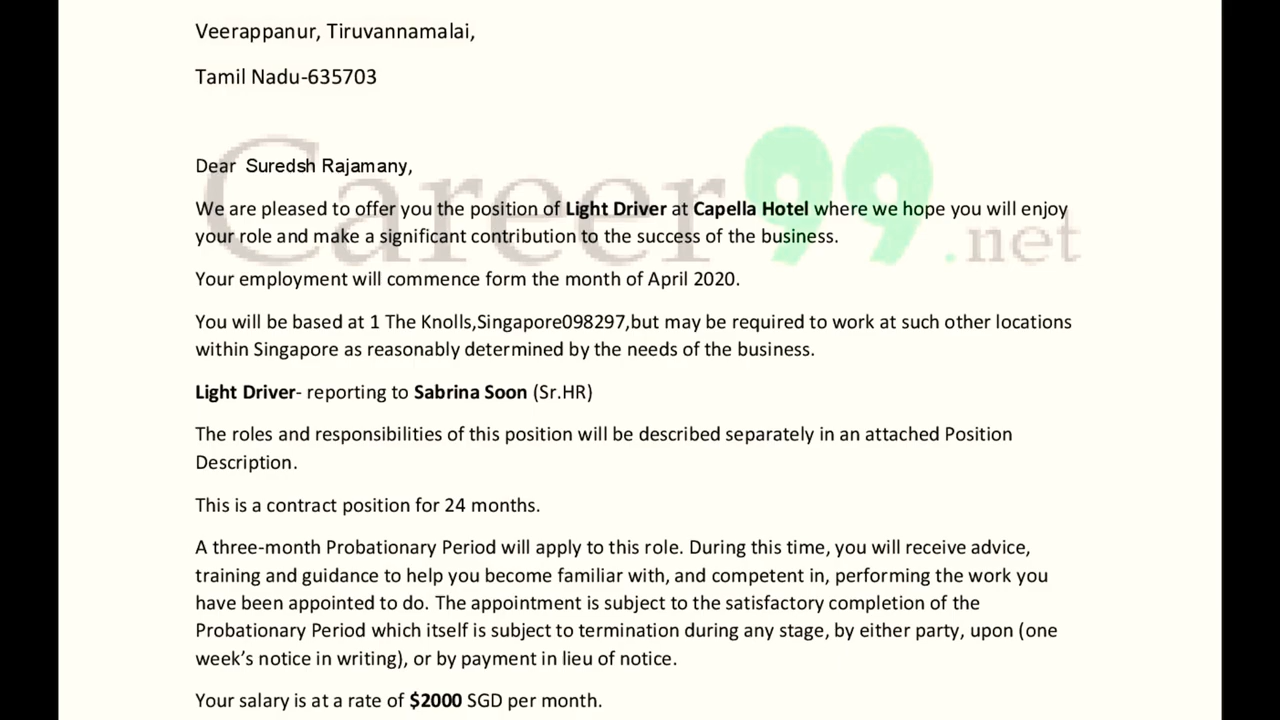 Veerappanur, Tiruvannamalai,
Tamil Nadu-635703
Career99.net
Dear Suredsh Rajamany,
We are pleased to offer you the position of Light Driver at Capella Hotel where we hope you will enjoy
your role and make a significant contribution to the success of the business.
Your employment will commence form the month of April 2020.
You will be based at 1 The Knolls,Singapore098297,but may be required to work at such other locations
within Singapore as reasonably determined by the needs of the business.
Light Driver- reporting to Sabrina Soon (Sr.HR)
The roles and responsibilities of this position will be described separately in an attached Position
Description.
This is a contract position for 24 months.
A three-month Probationary Period will apply to this role. During this time, you will receive advice,
training and guidance to help you become familiar with, and competent in, performing the work you
have been appointed to do. The appointment is subject to the satisfactory completion of the
Probationary Period which itself is subject to termination during any stage, by either party, upon (one
week’s notice in writing), or by payment in lieu of notice.
Your salary is at a rate of $2000 SGD per month.